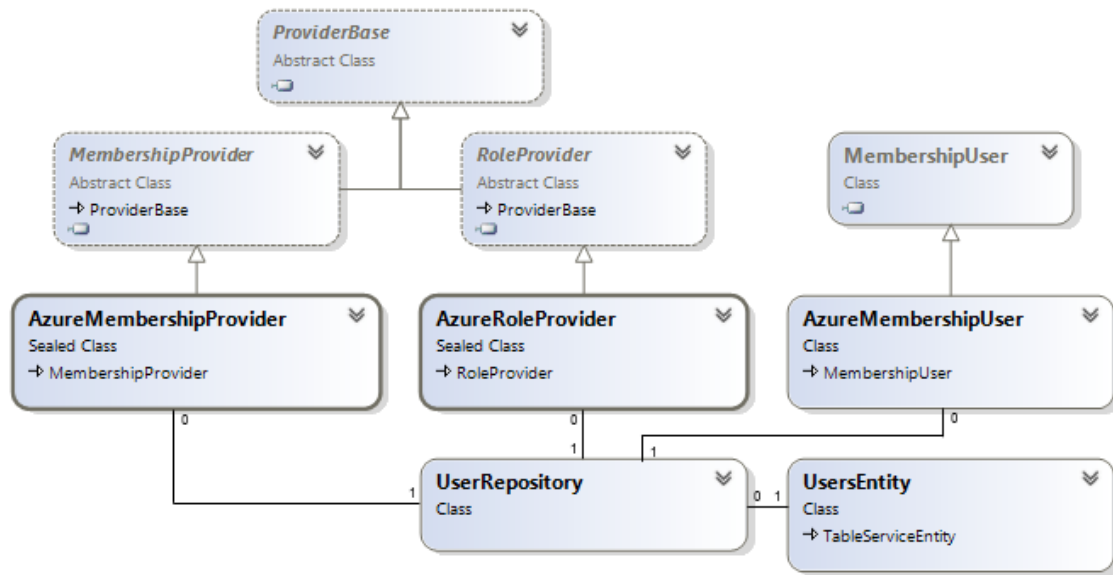 ProviderBase
Abstract Class
MembershipProvider
Abstract Class
ProviderBase
RoleProvider
Abstract Class
ProviderBase
MembershipUser
Class
AzureMembershipProvider
Sealed Class
MembershipProvider
AzureRoleProvider
Sealed Class
RoleProvider
AzureMembershipUser
Class
MembershipUser
0
0
0
1
1
1
UserRepository
Class
0 1
UsersEntity
Class
TableServiceEntity